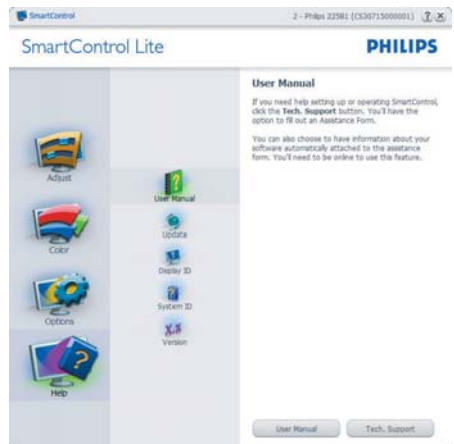 SmartControl
2 - Philips 225B1 (CS30715000001)
? X
SmartControl Lite
PHILIPS
Adjust
Color
Options
Help
User Manual
Update
Display ID
System ID
Version
User Manual
If you need help setting up or operating SmartControl,
click the Tech. Support button. You'll have the
option to fill out an Assistance Form.
You can also choose to have information about your
software automatically attached to the assistance
form. You'll need to be online to use this feature.
User Manual
Tech. Support